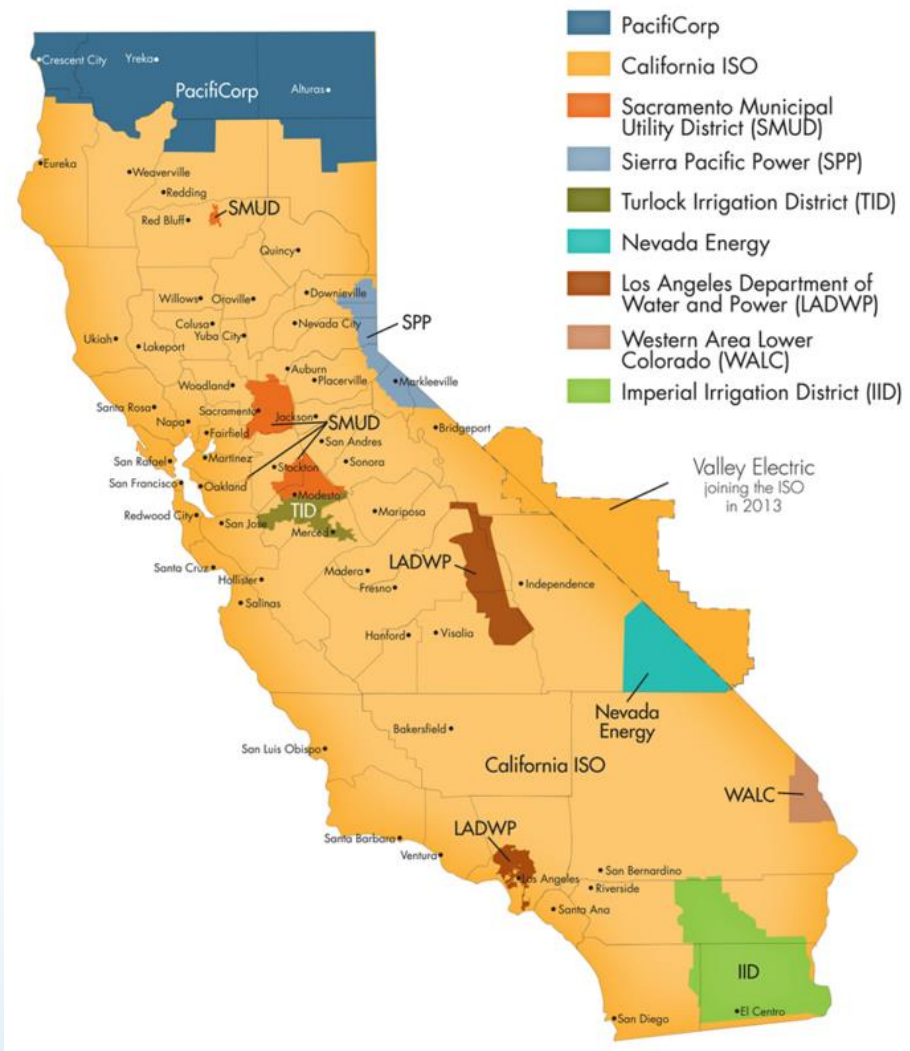 PacifiCorp
California ISO
Sacramento Municipal
Utility District (SMUD)
Sierra Pacific Power (SPP)
Turlock Irrigation District (TID)
Nevada Energy
Los Angeles Department of
Water and Power (LADWP)
Western Area Lower
Colorado (WALC)
Imperial Irrigation District (IID)
Crescent City
Yreka
PacifiCorp
Alturas
Eureka
Weaverville
Redding
Red Bluff
SMUD
Quincy
Willows
Oroville
Downieville
Colusa
Yuba City
Nevada City
SPP
Ukiah
Lakeport
Auburn
Woodland
Placerville
Markleeville
Santa Rosa
Sacramento
Jackson
SMUD
Napa
Fairfield
San Andres
Bridgeport
San Rafael
Martinez
Stockton
Sonora
San Francisco
Oakland
Modesto
Valley Electric
joining the ISO
in 2013
Redwood City
San Jose
TID
Mariposa
Merced
Santa Cruz
Hollister
Madera
LADWP
Fresno
Independence
Salinas
Hanford
Visalia
Nevada
Energy
Bakersfield
San Luis Obispo
California ISO
WALC
Santa Barbara
LADWP
Ventura
Los Angeles
San Bernardino
Riverside
Santa Ana
IID
San Diego
El Centro